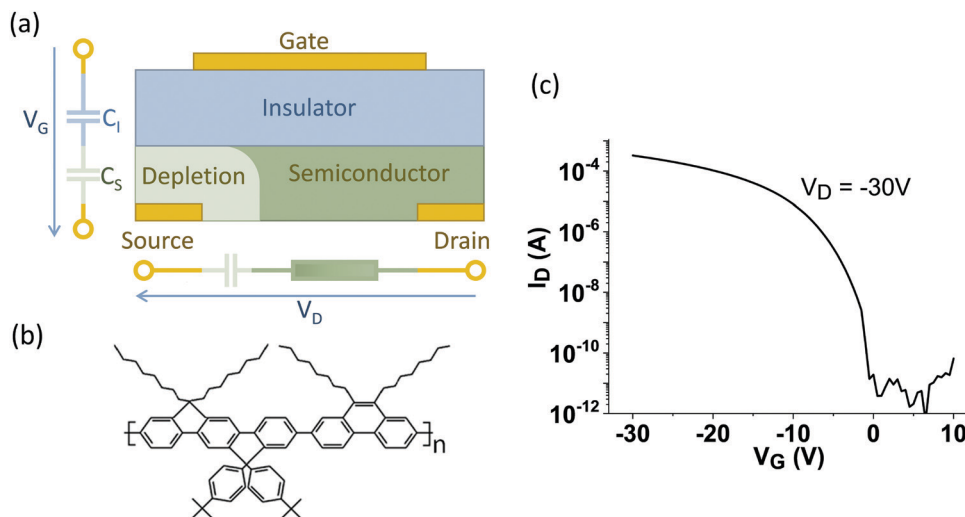 (a)
Gate
V_G
C_I
Insulator
C_S
Depletion
Semiconductor
Source
Drain
V_D
(b)
n
(c)
I_D (A)
10^-4
10^-6
10^-8
10^-10
10^-12
V_D = -30V
-30 -20 -10 0 10
V_G (V)